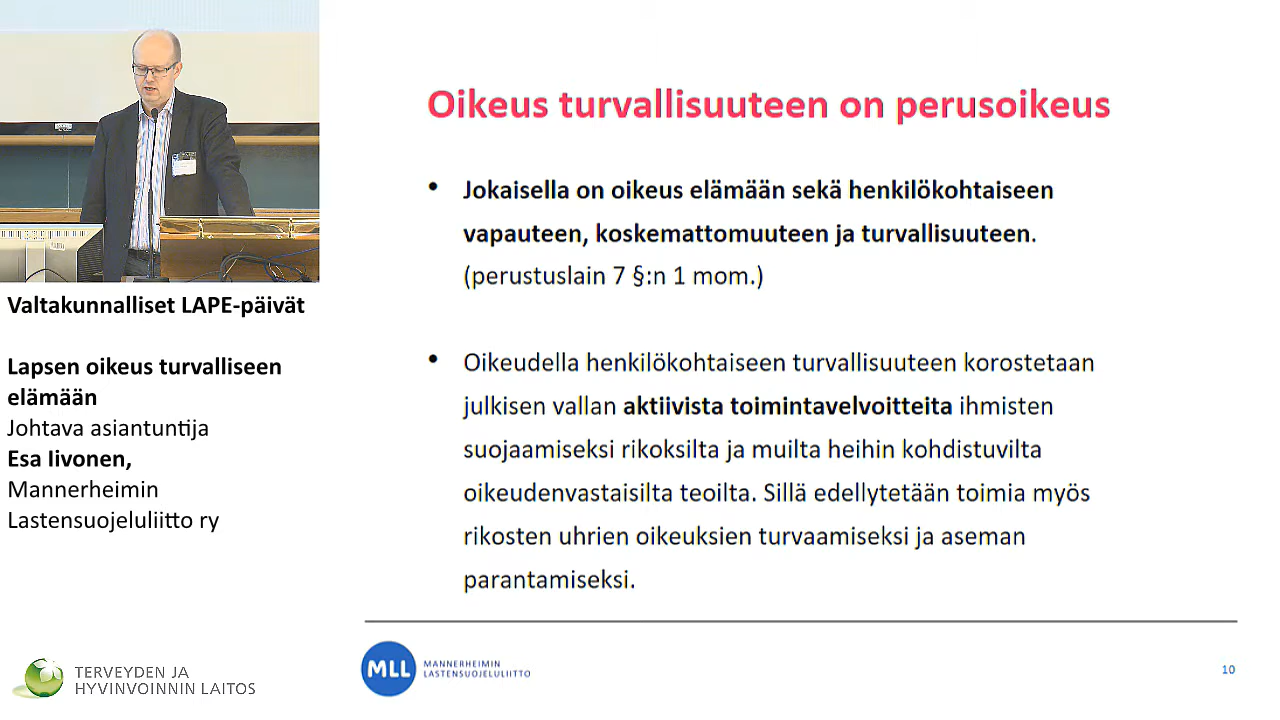 Oikeus turvallisuuteen on perusoikeus
• Jokaisella on oikeus elämään sekä henkilökohtaiseen
vapauteen, koskemattomuuteen ja turvallisuuteen.
(perustuslain 7 §:n 1 mom.)
• Oikeudella henkilökohtaiseen turvallisuuteen korostetaan
julkisen vallan aktiivista toimintavelvoitteita ihmisten
suojaamiseksi rikoksilta ja muilta heihin kohdistuvilta
oikeudenvastaisilta teoilta. Sillä edellytetään toimia myös
rikosten uhrien oikeuksien turvaamiseksi ja aseman
parantamiseksi.
Valtakunnalliset LAPE-päivät
Lapsen oikeus turvalliseen
elämään
Johtava asiantuntija
Esa Iivonen,
Mannerheimin
Lastensuojeluliitto ry
TERVEYDEN JA
HYVINVOINNIN LAITOS
MLL
MANNERHEIMIN
LASTENSUOJELULIITTO
10